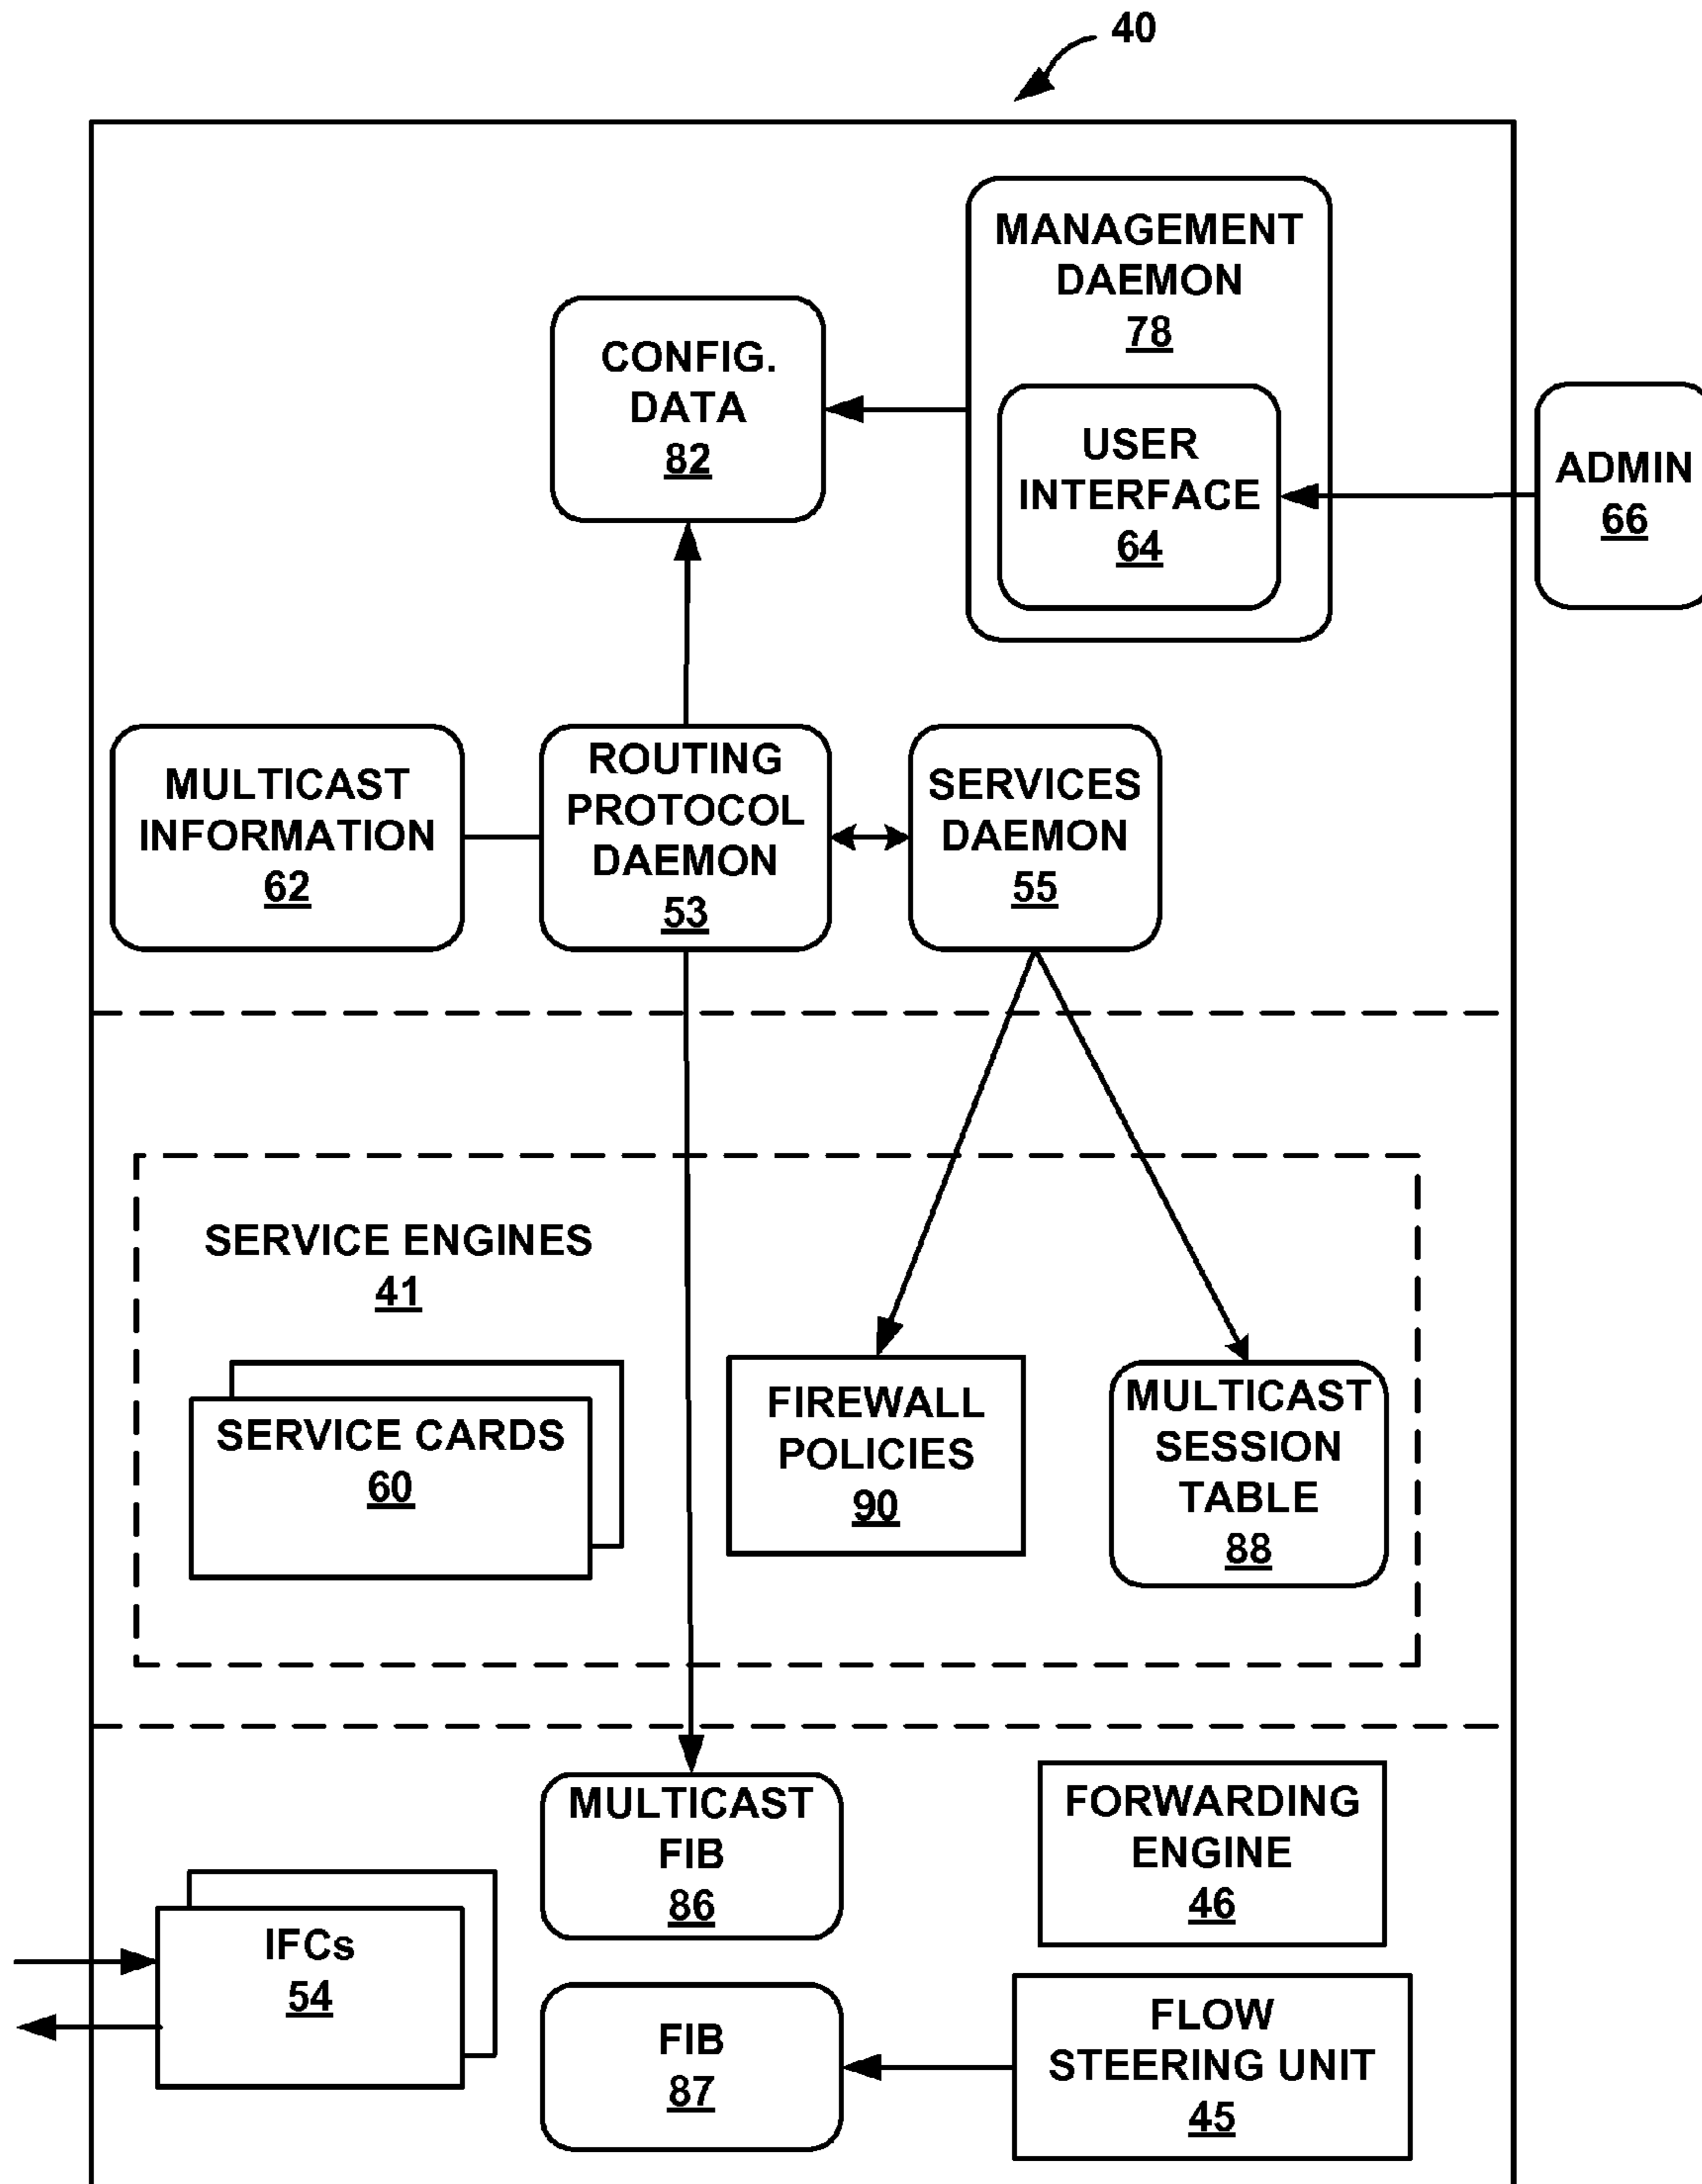 40
MANAGEMENT
DAEMON
78
CONFIG.
DATA
82
USER
INTERFACE
64
ADMIN
66
MULTICAST
INFORMATION
62
ROUTING
PROTOCOL
DAEMON
53
SERVICES
DAEMON
55
SERVICE ENGINES
41
SERVICE CARDS
60
FIREWALL
POLICIES
90
MULTICAST
SESSION
TABLE
88
MULTICAST
FIB
86
FORWARDING
ENGINE
46
IFCs
54
FIB
87
FLOW
STEERING UNIT
45